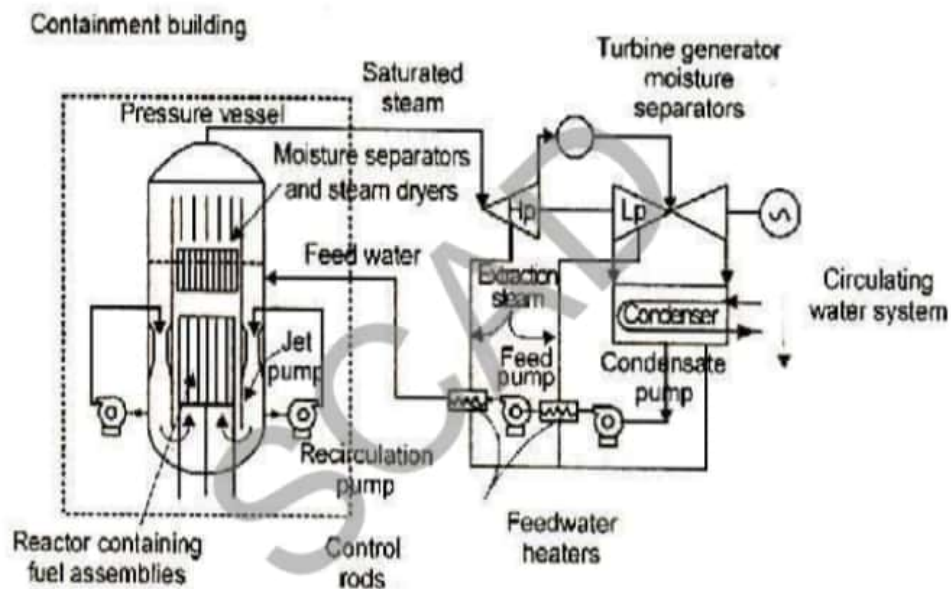 Containment building
Saturated
steam
Turbine generator
moisture
separators
Pressure vessel
Moisture separators
and steam dryers
Hp
Lp
Feed water
Extraction
steam
Circulating
water system
Condenser
Jet
pump
Feed
pump
Condensate
pump
Recirculation
pump
Reactor containing
fuel assemblies
Control
rods
Feedwater
heaters
SCAD